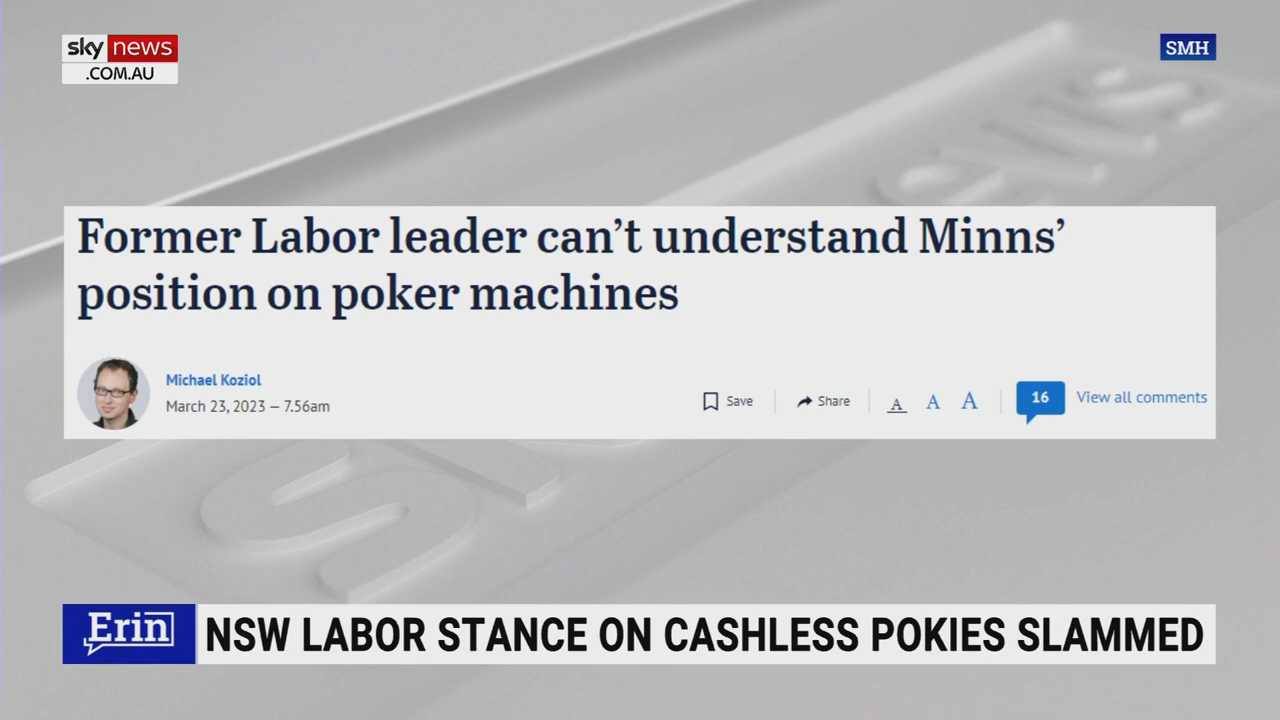 sky news
.COM.AU
SMH
Former Labor leader can’t understand Minns’
position on poker machines
Michael Koziol
March 23, 2023 — 7.56am
Save
Share
A A A
16
View all comments
Erin
NSW LABOR STANCE ON CASHLESS POKIES SLAMMED